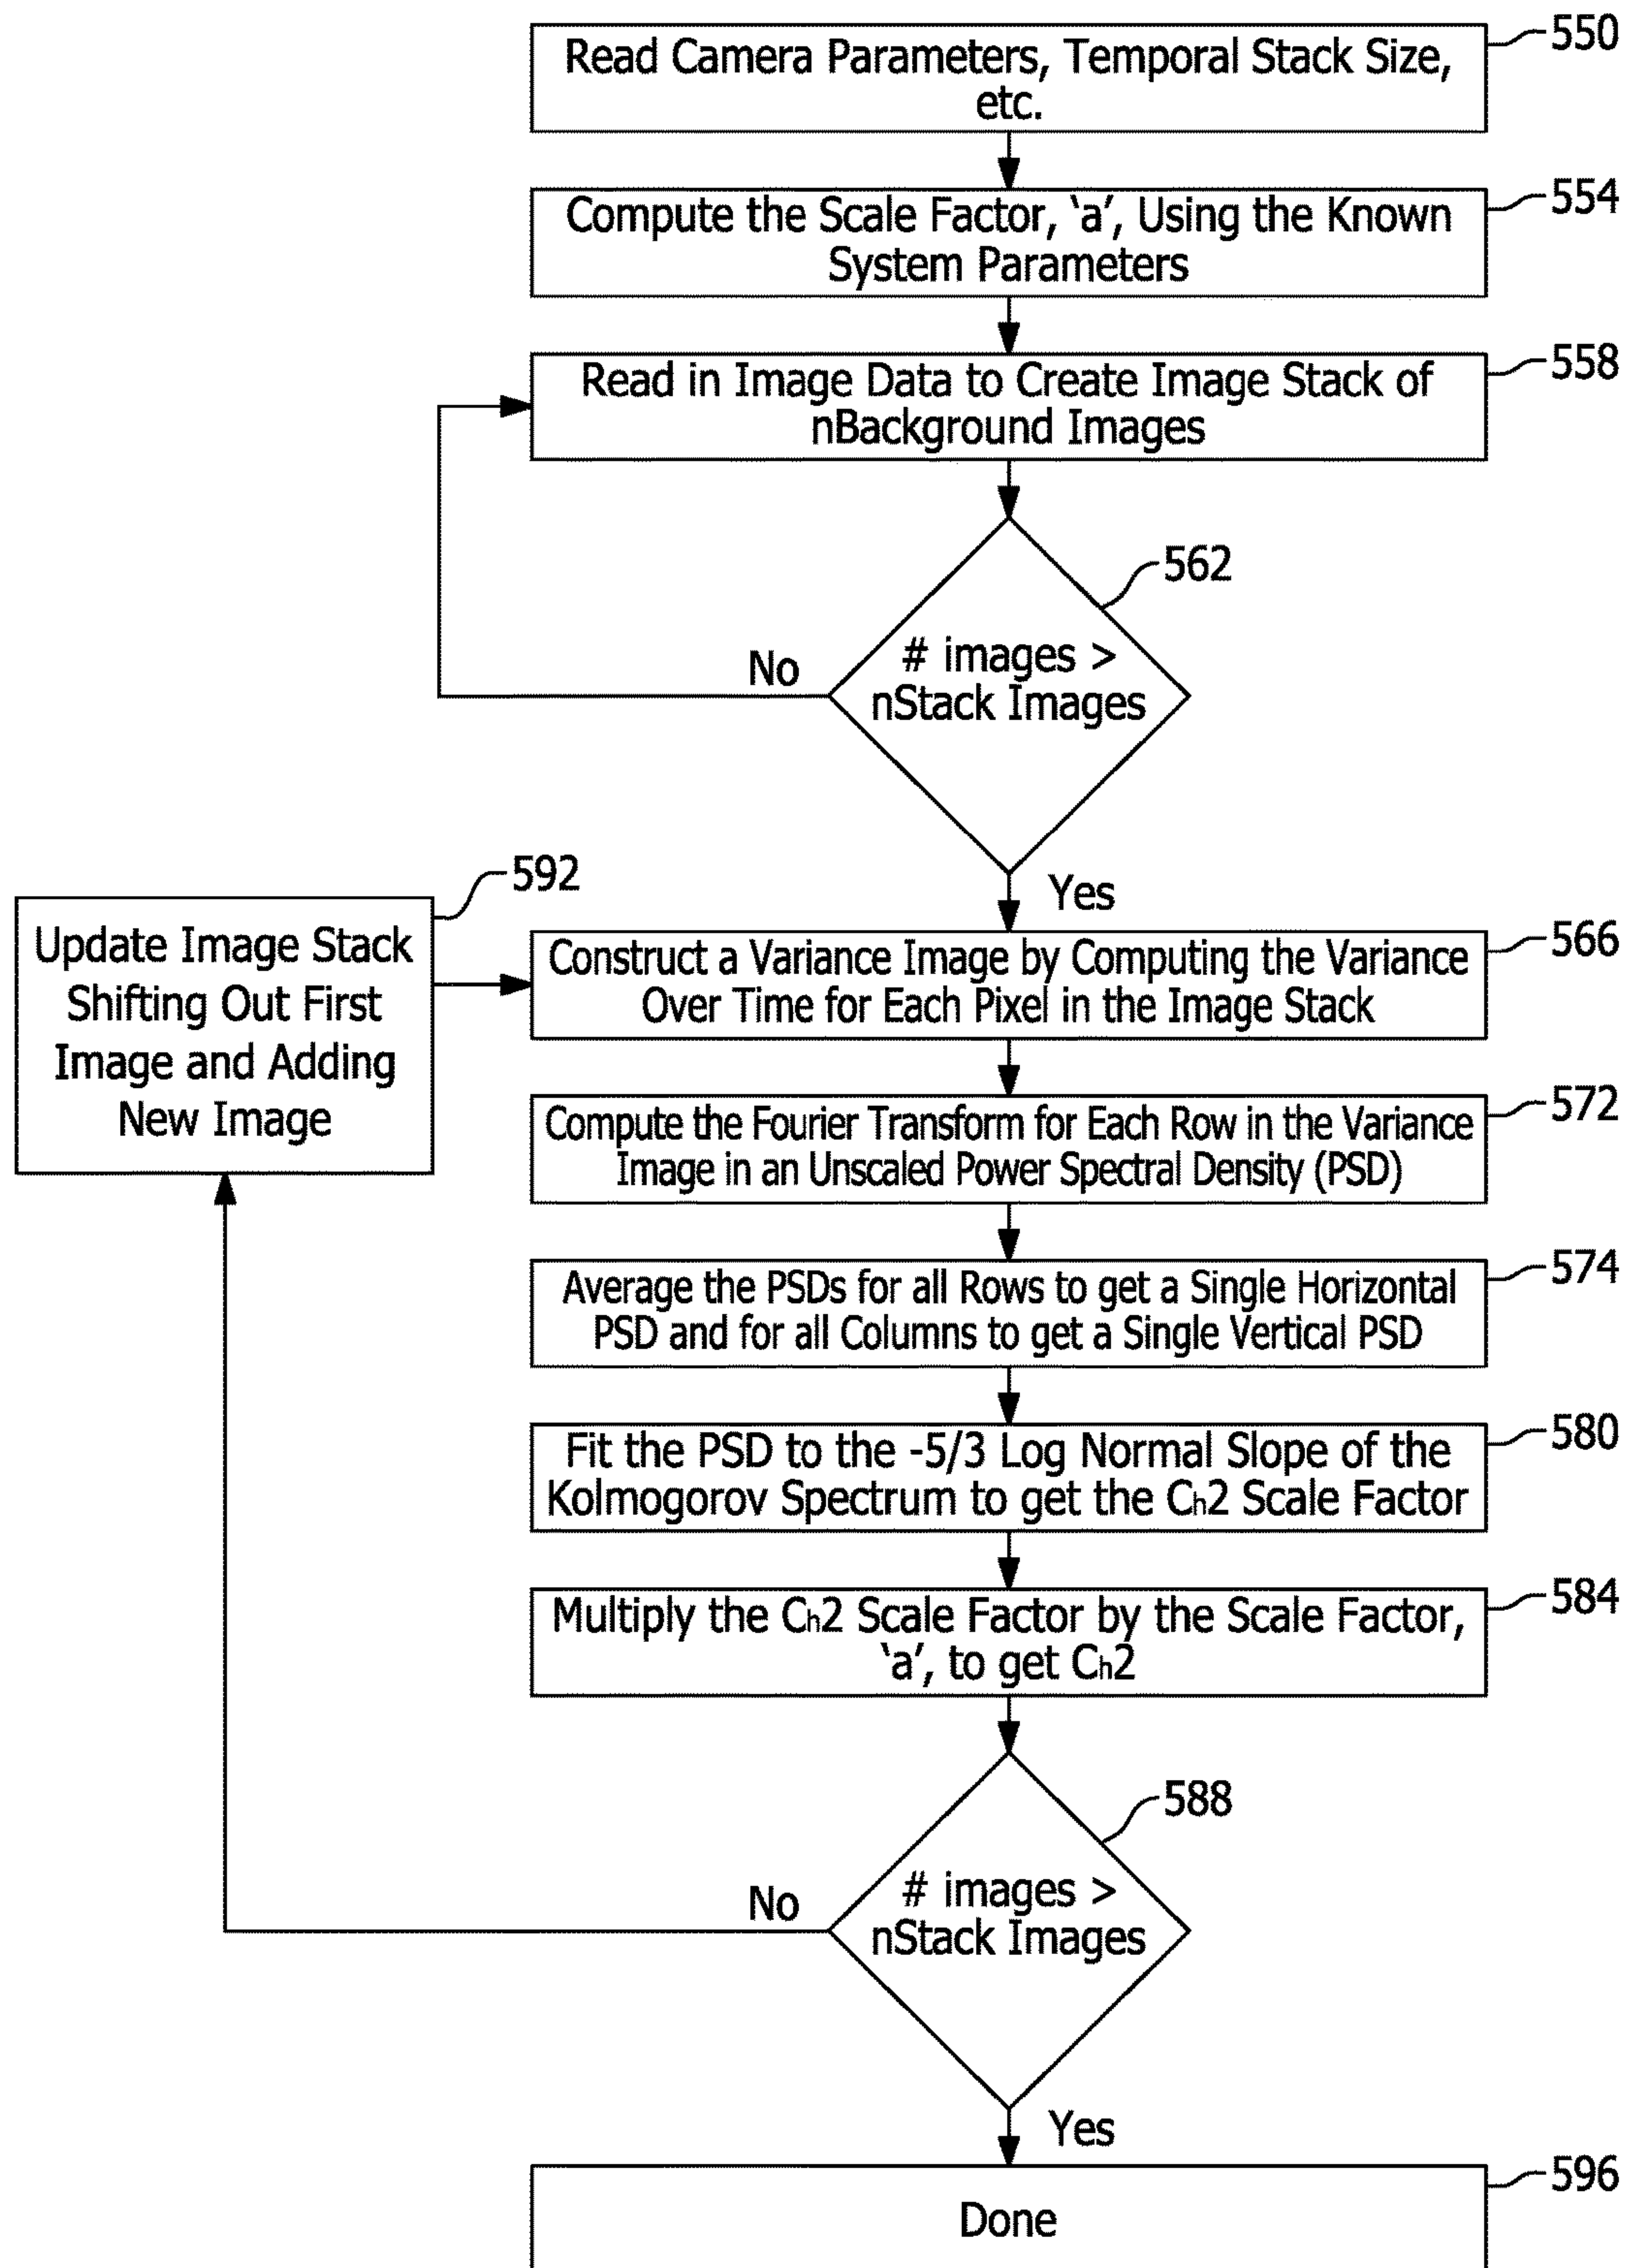 550
Read Camera Parameters, Temporal Stack Size,
etc.
554
Compute the Scale Factor, ‘a’, Using the Known
System Parameters
558
Read in Image Data to Create Image Stack of
nBackground Images
562
# images >
nStack Images
No
Yes
592
Update Image Stack
Shifting Out First
Image and Adding
New Image
566
Construct a Variance Image by Computing the Variance
Over Time for Each Pixel in the Image Stack
572
Compute the Fourier Transform for Each Row in the Variance
Image in an Unscaled Power Spectral Density (PSD)
574
Average the PSDs for all Rows to get a Single Horizontal
PSD and for all Columns to get a Single Vertical PSD
580
Fit the PSD to the -5/3 Log Normal Slope of the
Kolmogorov Spectrum to get the Ch2 Scale Factor
584
Multiply the Ch2 Scale Factor by the Scale Factor,
‘a’, to get Ch2
588
# images >
nStack Images
No
Yes
596
Done